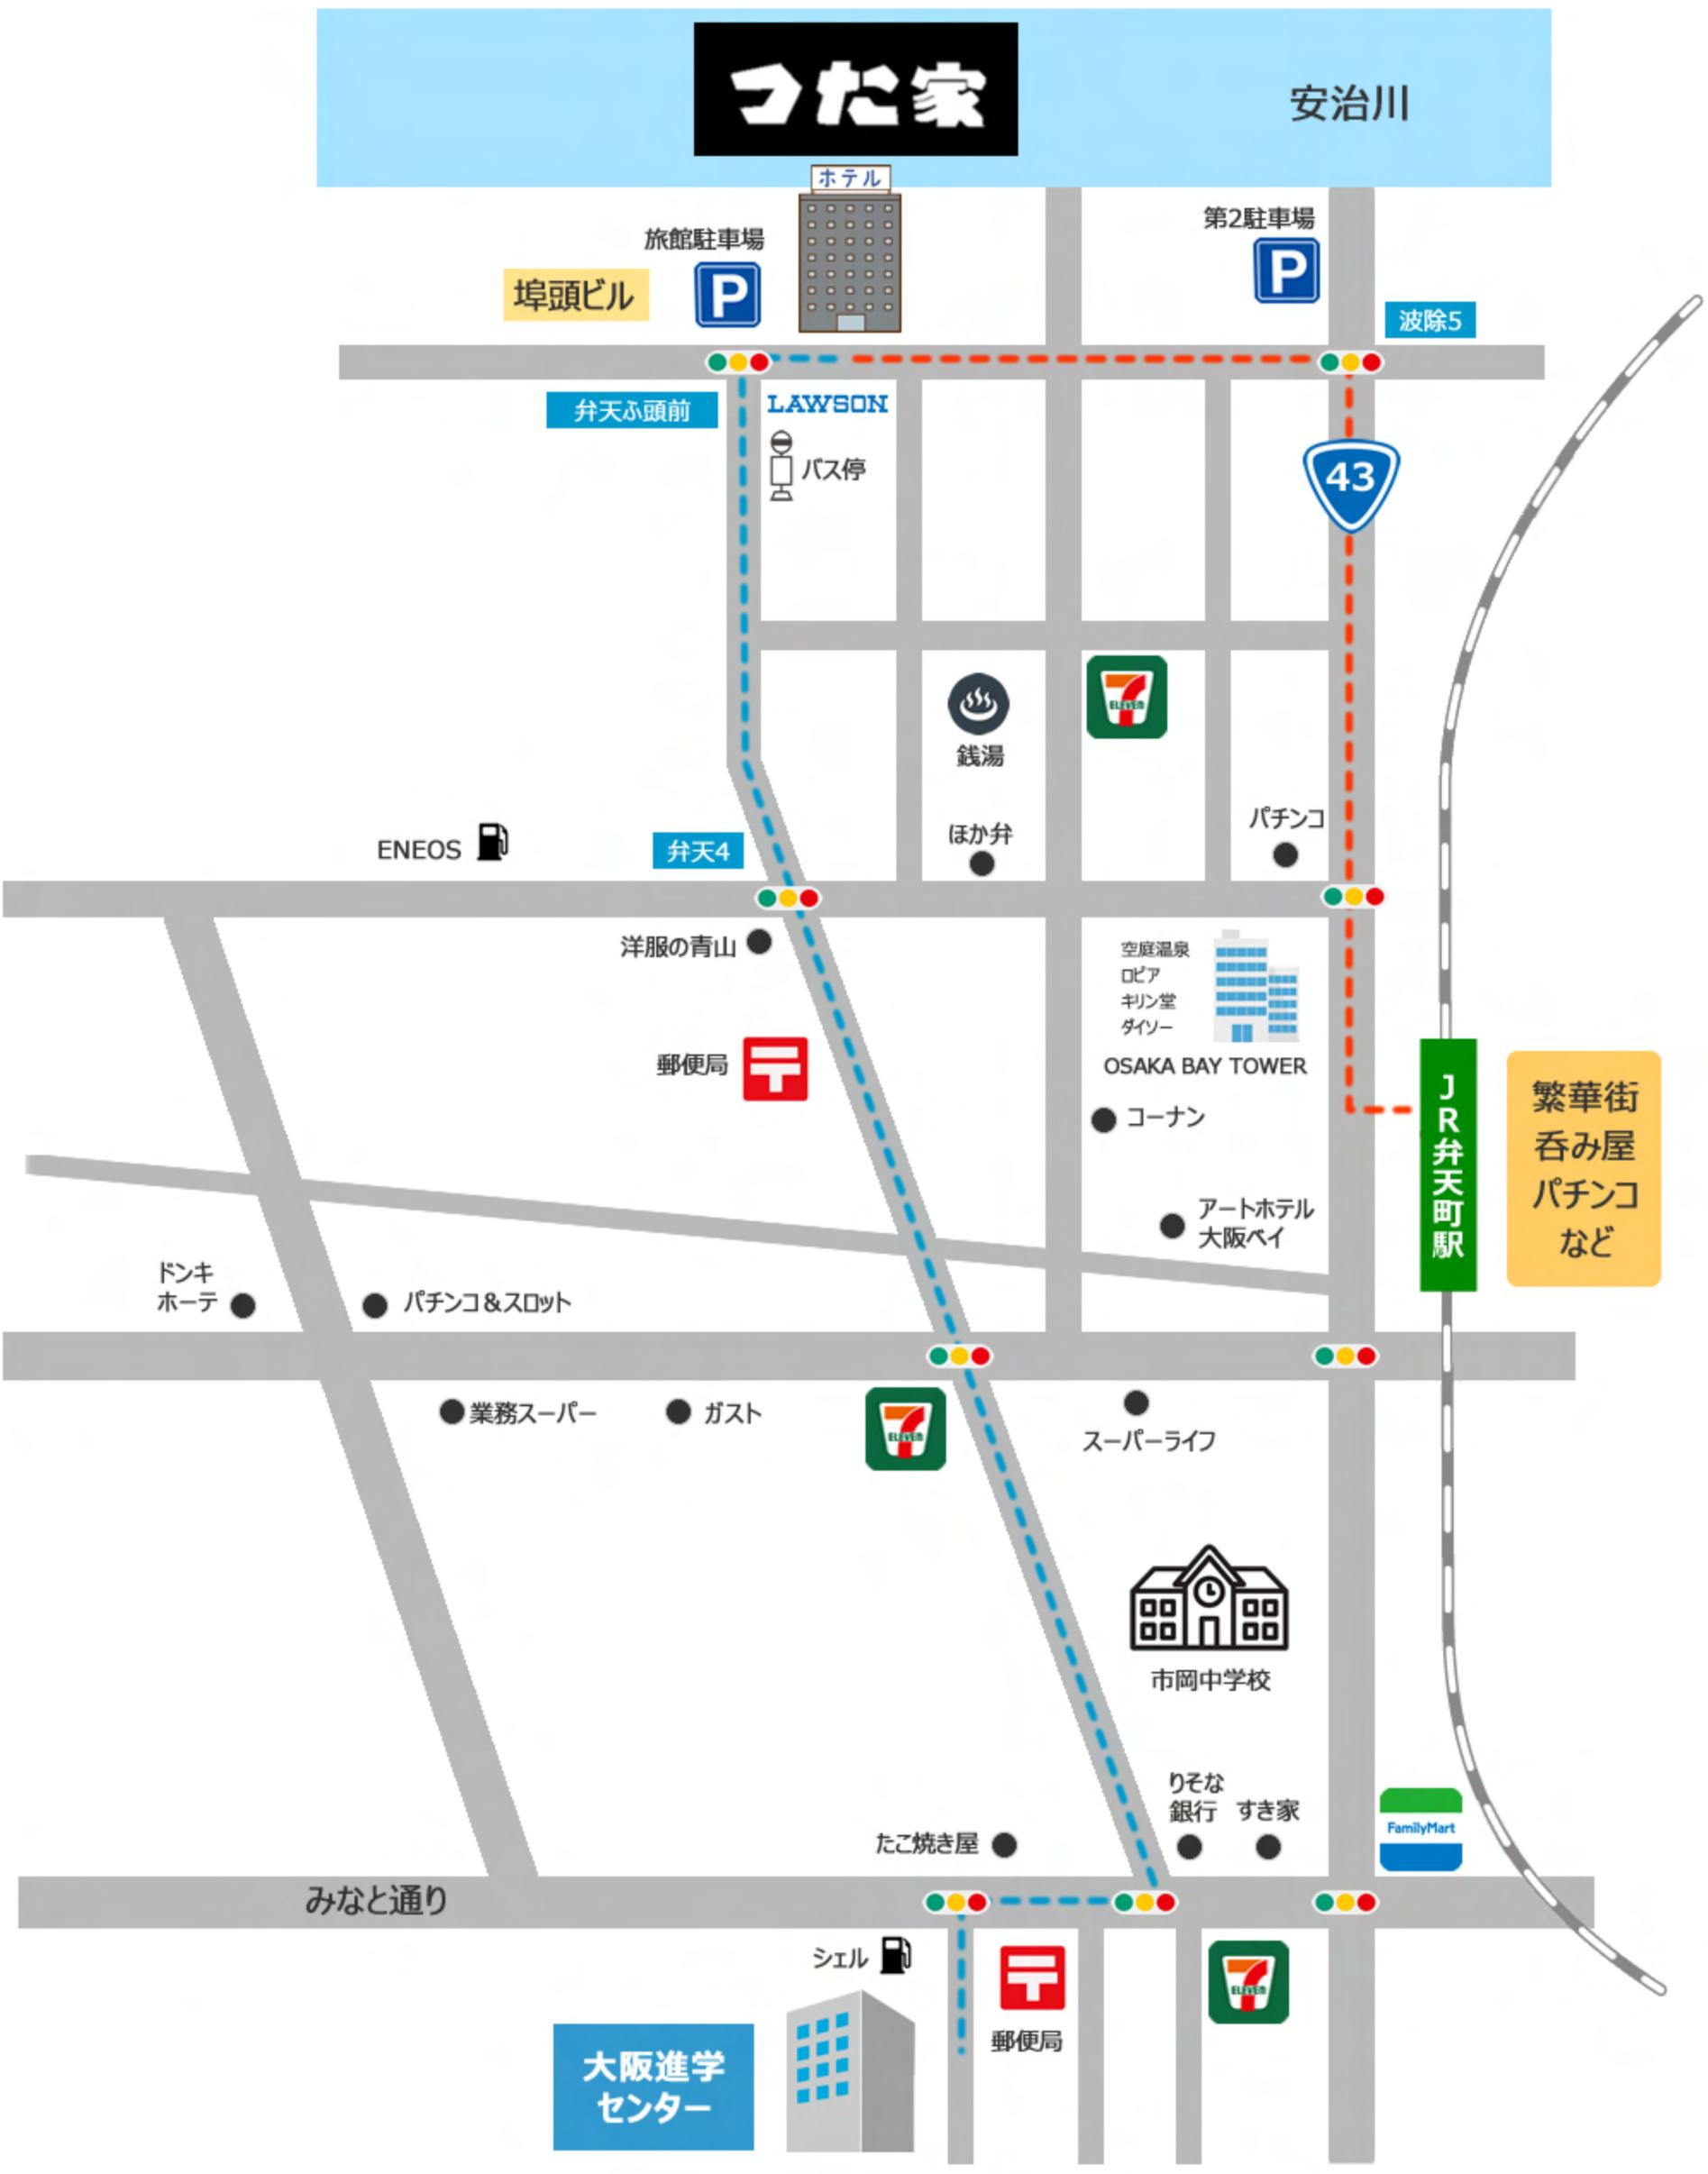 つた家
安治川
ホテル
旅館駐車場
P
埠頭ビル
第2駐車場
P
波除5
弁天ふ頭前
LAWSON
バス停
43
銭湯
7
ELEVEn
ほか弁
パチンコ
ENEOS
弁天4
洋服の青山
空庭温泉
ロピア
キリン堂
ダイソー
OSAKA BAY TOWER
郵便局
コーナン
JR弁天町駅
繁華街
呑み屋
パチンコ
など
アートホテル
大阪ベイ
ドンキ
ホーテ
パチンコ&スロット
業務スーパー
ガスト
7
ELEVEn
スーパーライフ
市岡中学校
りそな
銀行
すき家
FamilyMart
たこ焼き屋
みなと通り
シェル
郵便局
7
ELEVEn
大阪進学
センター